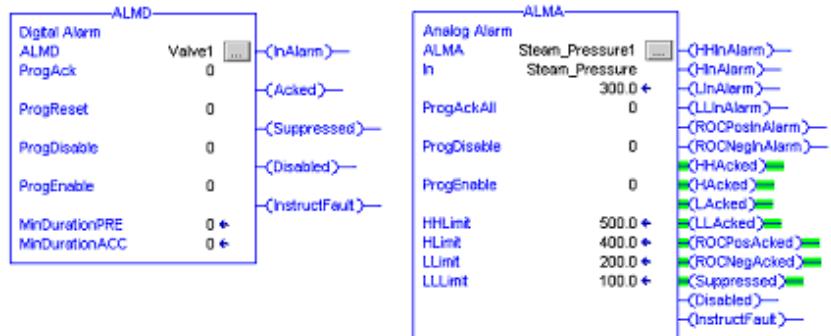 ALMD
Digital Alarm
ALMD Valve1 ...
ProgAck 0
ProgReset 0
ProgDisable 0
ProgEnable 0
MinDurationPRE 0
MinDurationACC 0
(InAlarm)
(Acked)
(Suppressed)
(Disabled)
(InstructFault)
ALMA
Analog Alarm
ALMA Steam_Pressure1 ...
In Steam_Pressure
300.0
ProgAckAll 0
ProgDisable 0
ProgEnable 0
HHLimit 500.0
HLimit 400.0
LLimit 200.0
LLLimit 100.0
(HHInAlarm)
(HInAlarm)
(LInAlarm)
(LLInAlarm)
(ROCPosInAlarm)
(ROCNegInAlarm)
(HHAcked)
(HAcked)
(LAcked)
(LLAcked)
(ROCPosAcked)
(ROCNegAcked)
(Suppressed)
(Disabled)
(InstructFault)